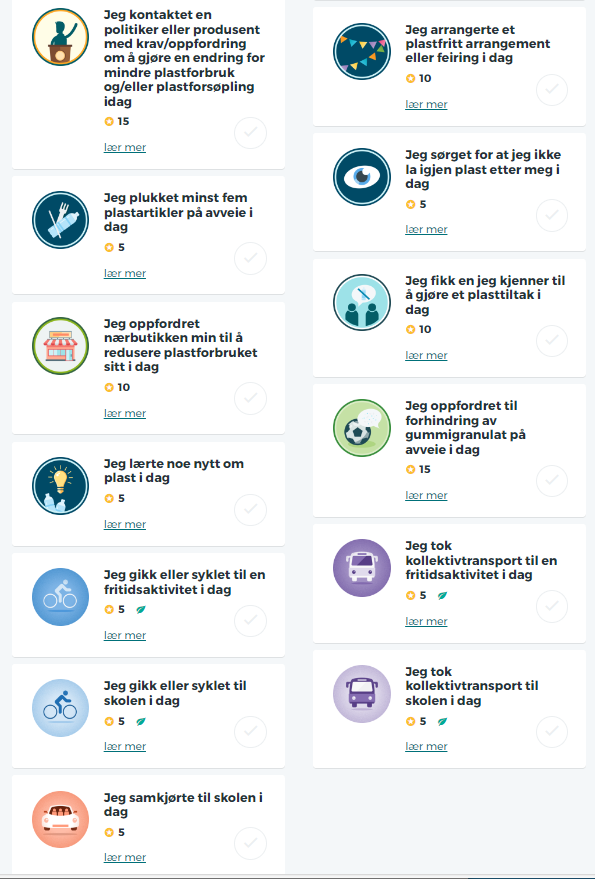 Jeg kontaktet en
politiker eller produsent
med krav/oppfordring
om å gjøre en endring for
mindre plastforbruk
og/eller plastforsøpling
idag
15
lær mer
Jeg plukket minst fem
plastartikler på avveie i
dag
5
lær mer
Jeg oppfordret
nærbutikken min til å
redusere plastforbruket
sitt i dag
10
lær mer
Jeg lærte noe nytt om
plast i dag
5
lær mer
Jeg gikk eller syklet til en
fritidsaktivitet i dag
5
lær mer
Jeg gikk eller syklet til
skolen i dag
5
lær mer
Jeg samkjørte til skolen i
dag
5
lær mer
Jeg arrangerte et
plastfritt arrangement
eller feiring i dag
10
lær mer
Jeg sørget for at jeg ikke
la igjen plast etter meg i
dag
5
lær mer
Jeg fikk en jeg kjenner til
å gjøre et plasttiltak i
dag
10
lær mer
Jeg oppfordret til
forhindring av
gummigranulat på
avveie i dag
15
lær mer
Jeg tok
kollektivtransport til en
fritidsaktivitet i dag
5
lær mer
Jeg tok
kollektivtransport til
skolen i dag
5
lær mer